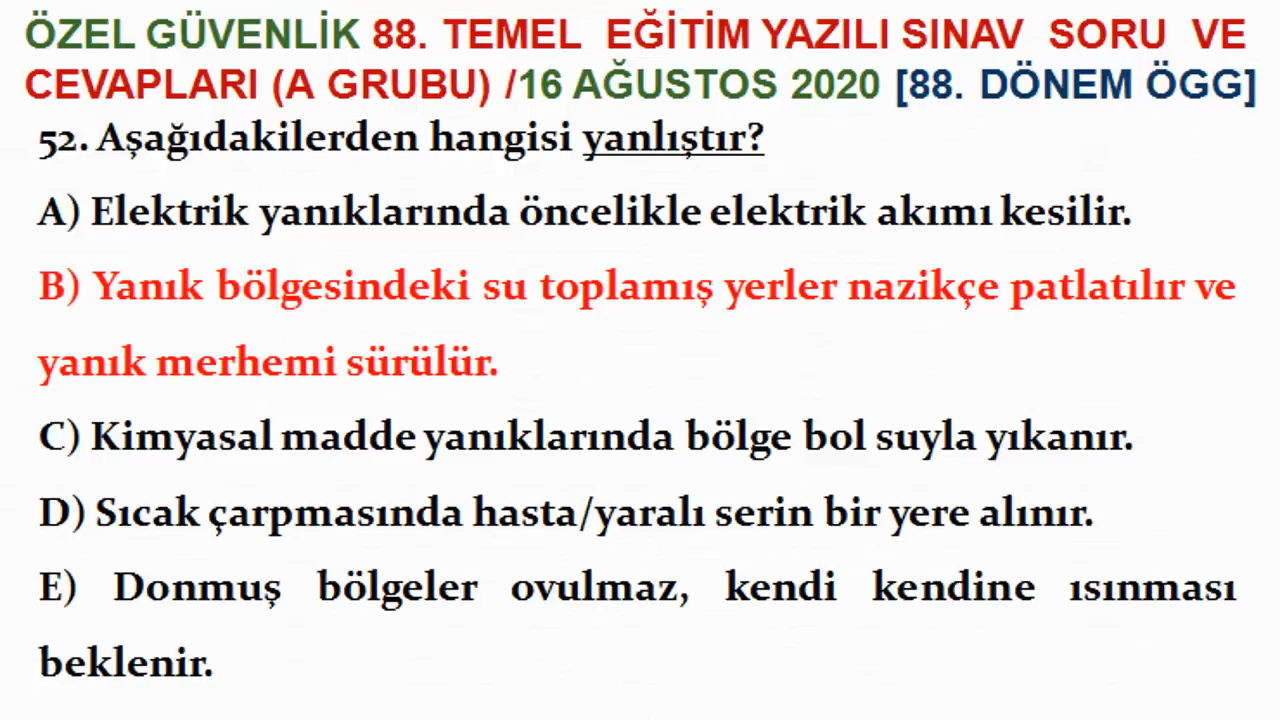 ÖZEL GÜVENLİK 88. TEMEL EĞİTİM YAZILI SINAV SORU VE
CEVAPLARI (A GRUBU) /16 AĞUSTOS 2020 [88. DÖNEM ÖGG]
52. Aşağıdakilerden hangisi yanlıştır?
A) Elektrik yanıklarında öncelikle elektrik akımı kesilir.
B) Yanık bölgesindeki su toplamış yerler nazikçe patlatılır ve
yanık merhemi sürülür.
C) Kimyasal madde yanıklarında bölge bol suyla yıkanır.
D) Sıcak çarpmasında hasta/yaralı serin bir yere alınır.
E) Donmuş bölgeler ovulmaz, kendi kendine ısınması
beklenir.